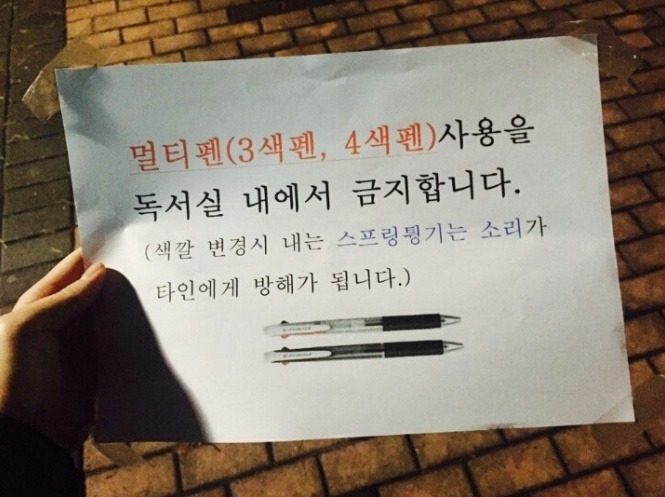 멀티펜(3색펜, 4색펜)사용을
독서실 내에서 금지합니다.
(색깔 변경시 내는 스프링튕기는 소리가
타인에게 방해가 됩니다.)